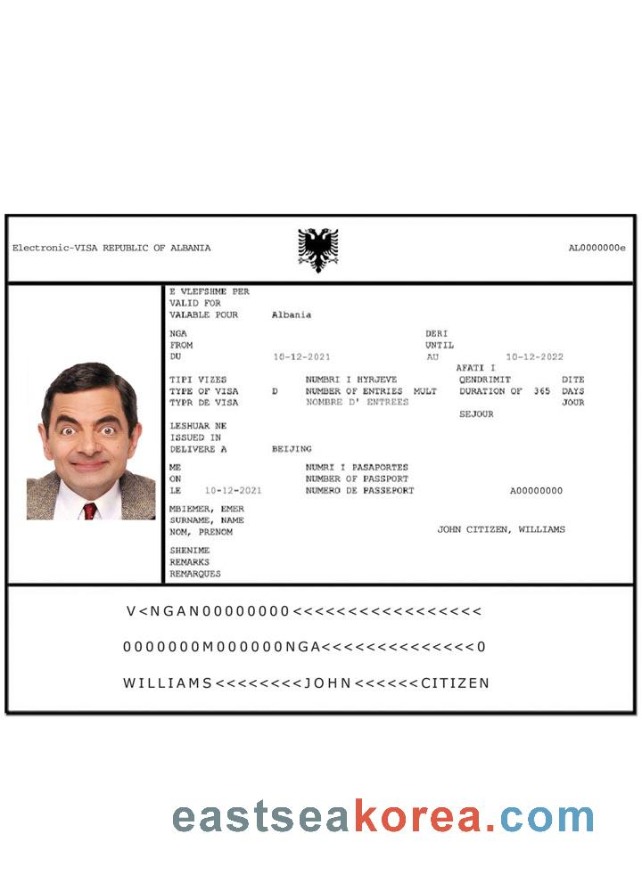 Electronic-VISA REPUBLIC OF ALBANIA AL0000000e
E VLEFSHME PER
VALID FOR
VALABLE POUR Albania
NGA DERI
FROM UNTIL
DU 10-12-2021 AU 10-12-2022
AFATI I
TIPI VIZES NUMBRI I HYRJEVE QENDRIMIT DITE
TYPE OF VISA D NUMBER OF ENTRIES MULT DURATION OF 365 DAYS
TYPR DE VISA NOMBRE D' ENTREES JOUR
SEJOUR
LESHUAR NE
ISSUED IN
DELIVERE A BEIJING
ME NUMRI I PASAPORTES
ON NUMBER OF PASSPORT
LE 10-12-2021 NUMERO DE PASSEPORT A00000000
MBIEMER, EMER
SURNAME, NAME
NOM, PRENOM JOHN CITIZEN, WILLIAMS
SHENIME
REMARKS
REMARQUES
V<NGAN00000000<<<<<<<<<<<<<<<<<<
0000000M000000NGA<<<<<<<<<<<<<<0
WILLIAMS<<<<<<<<JOHN<<<<<<CITIZEN
eastseakorea.com